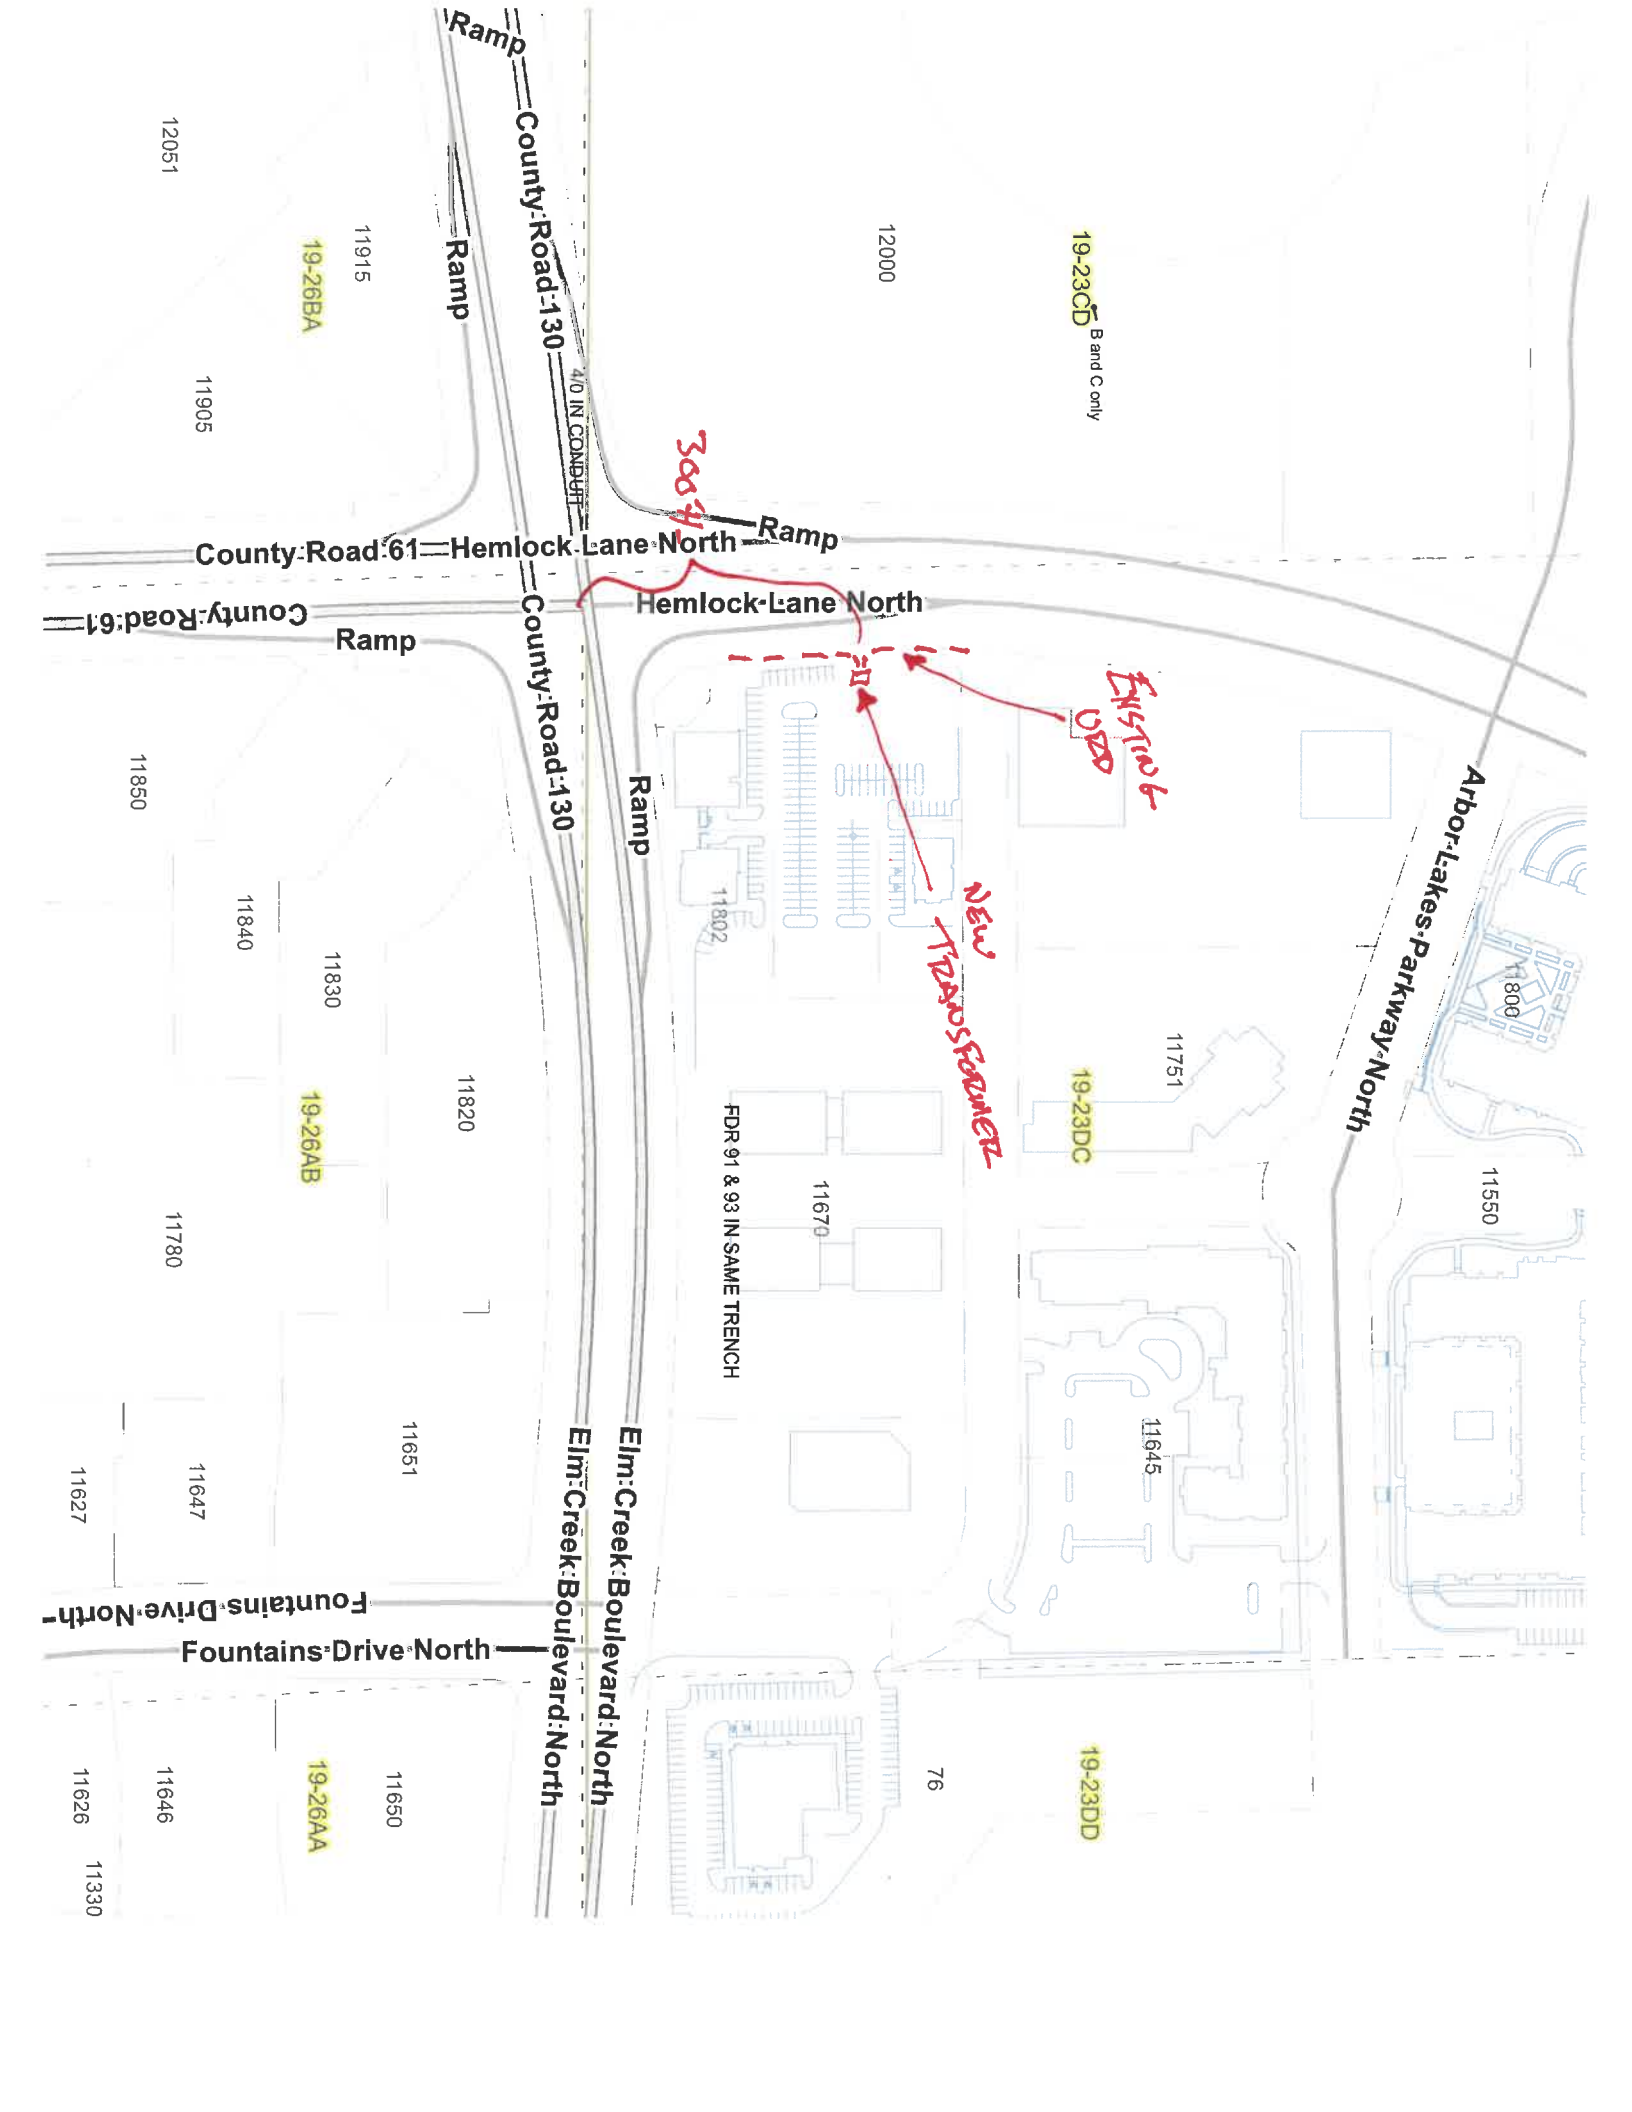 Ramp
County Road 130
12051
11915
19-26BA
Ramp
11905
4/0 IN CONDUIT
12000
19-23CD
B and C only
300 ft.
Ramp
County Road 61
Hemlock Lane North
County Road 61
Hemlock Lane North
Ramp
County Road 130
EXISTING
URD
NEW
TRANSFORMER
Ramp
Arbor Lakes Parkway North
11850
11840
11830
11820
19-26AB
11780
11802
FDR 91 & 93 IN SAME TRENCH
11670
11751
19-23DC
11800
11550
11645
11651
11647
11627
Elm Creek Boulevard North
Elm Creek Boulevard North
Fountains Drive North
Fountains Drive North
19-26AA
11650
11646
11626
11330
76
19-23DD